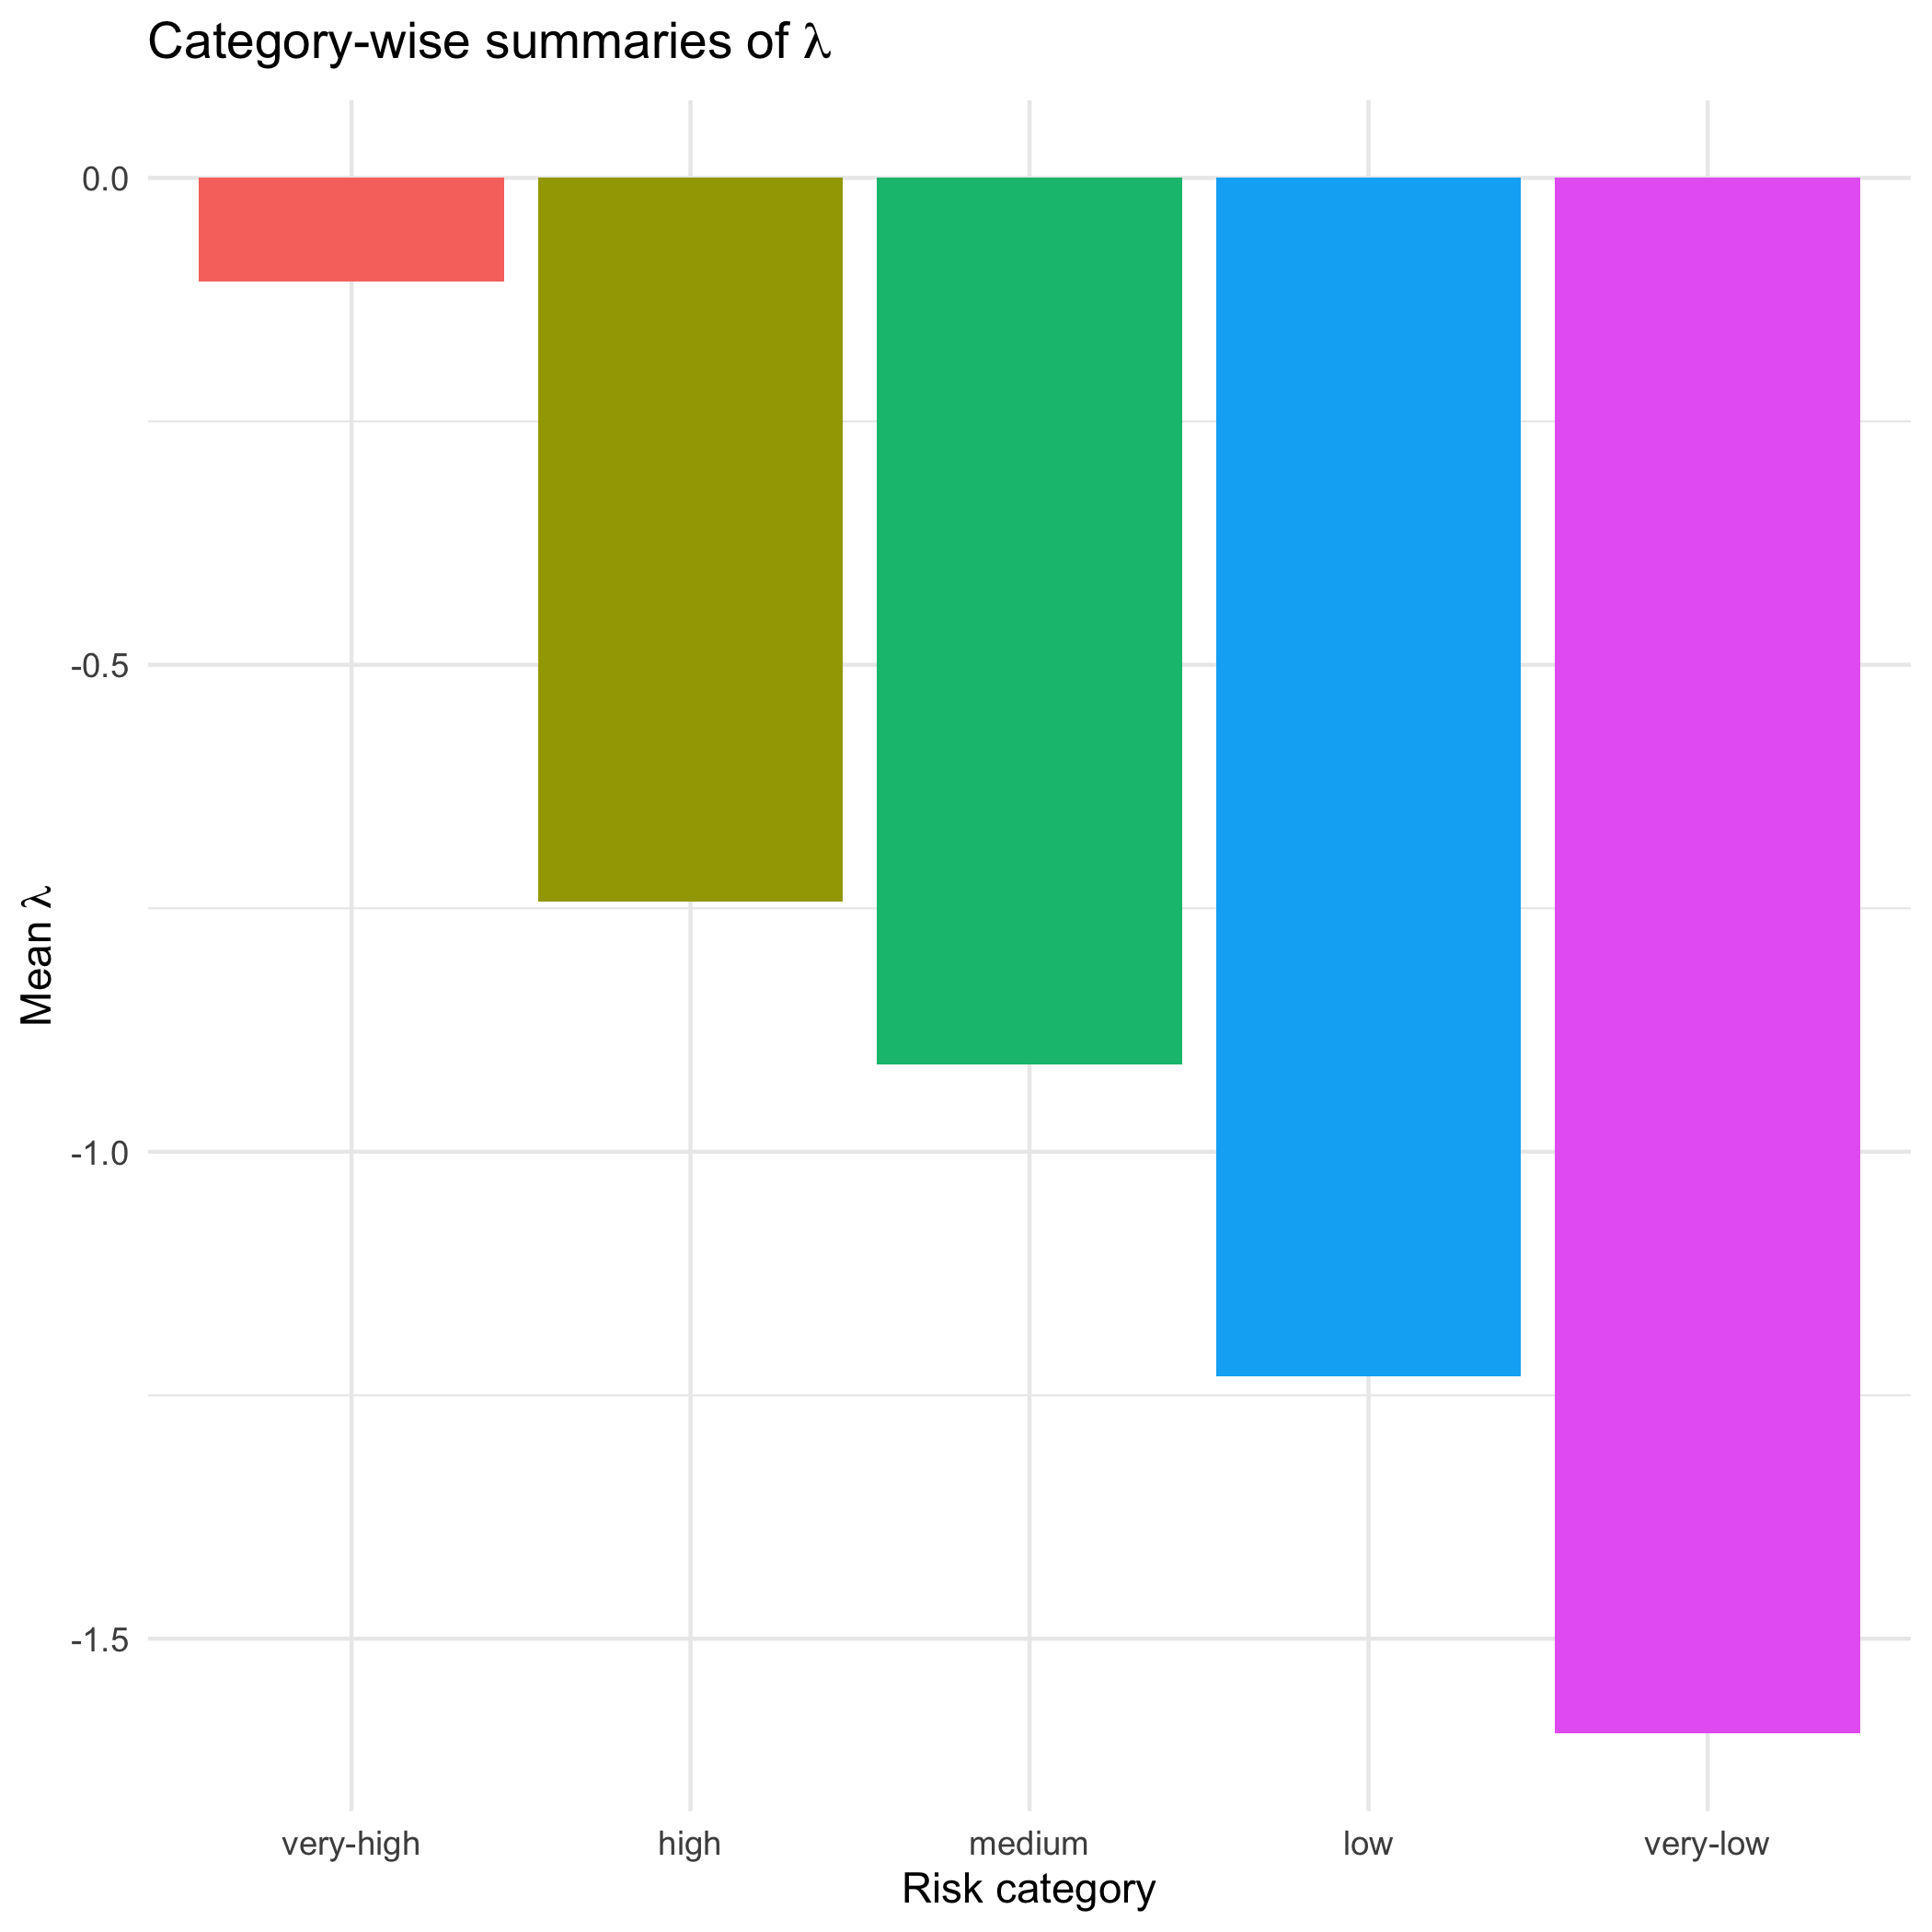 Category-wise summaries of λ
Mean λ
0.0
-0.5
-1.0
-1.5
very-high high medium low very-low
Risk category